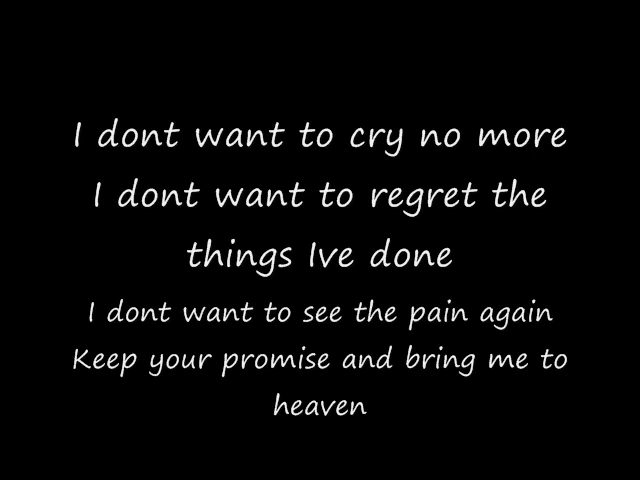 I dont want to cry no more
I dont want to regret the
things Ive done
I dont want to see the pain again
Keep your promise and bring me to
heaven